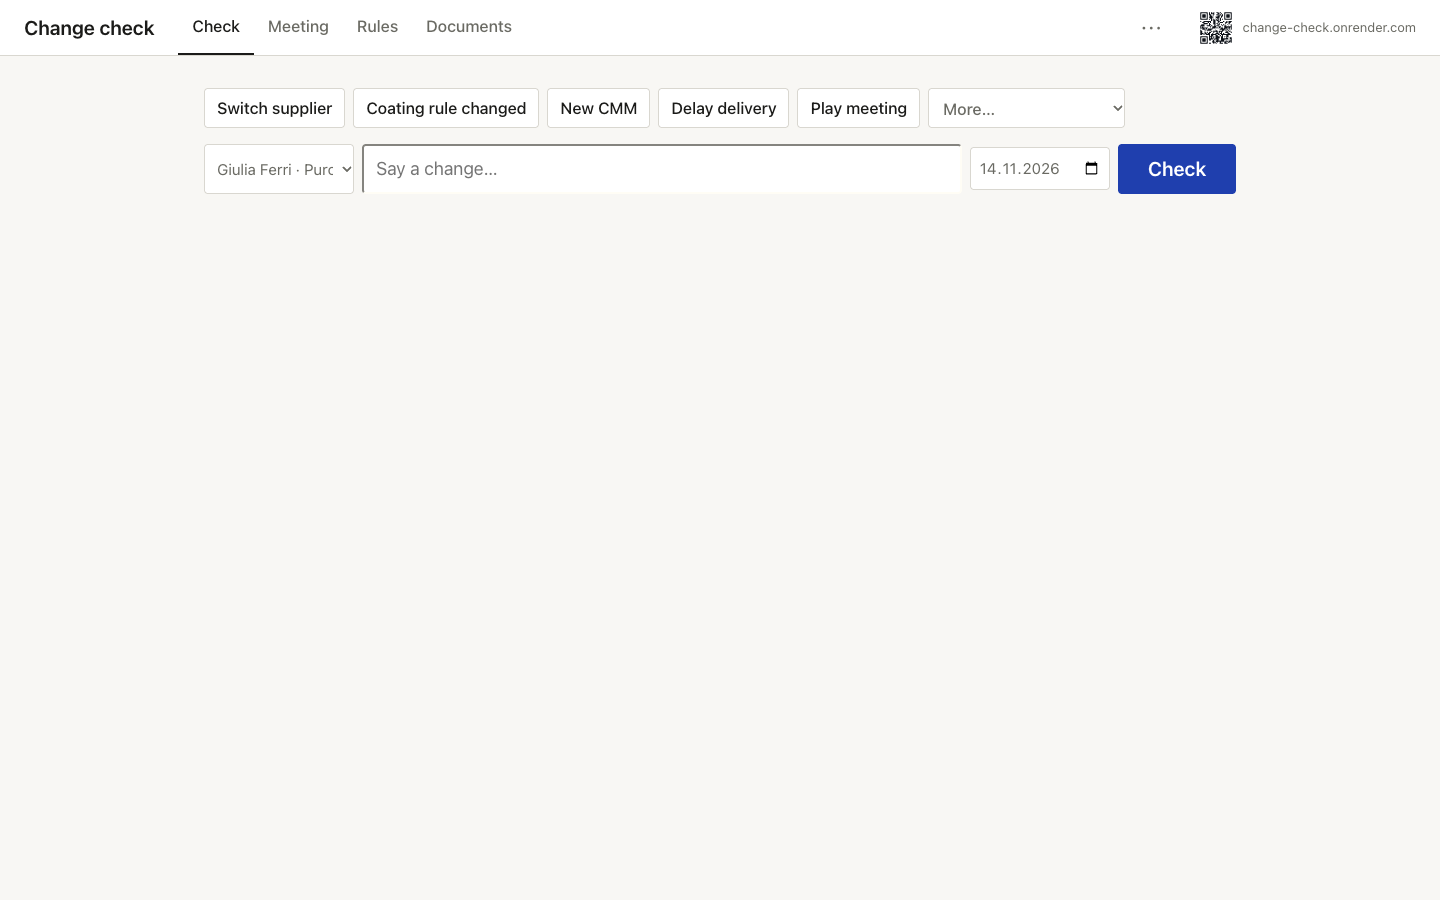 Change check Check Meeting Rules Documents ··· change-check.onrender.com
Switch supplier Coating rule changed New CMM Delay delivery Play meeting More...
Giulia Ferri · Purc Say a change... 14.11.2026 Check